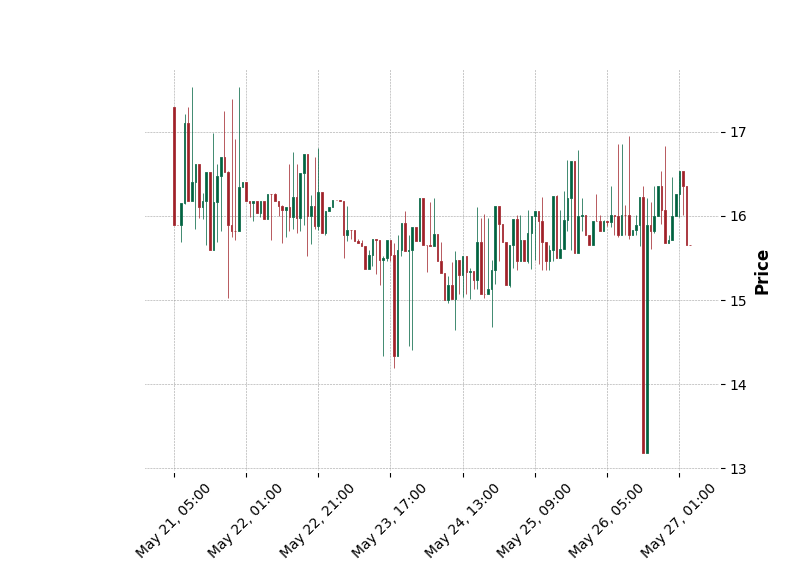 17
16
15
14
13
Price
May 21, 05:00
May 22, 01:00
May 22, 21:00
May 23, 17:00
May 24, 13:00
May 25, 09:00
May 26, 05:00
May 27, 01:00